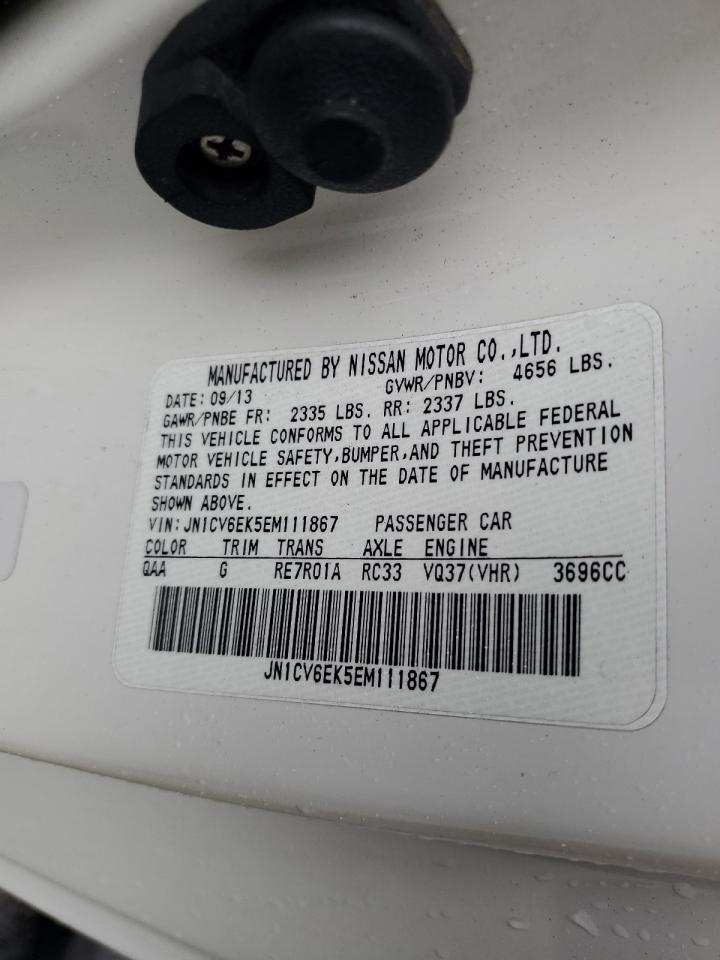 MANUFACTURED BY NISSAN MOTOR CO.,LTD.
DATE: 09/13 GVWR/PNBV: 4656 LBS.
GAWR/PNBE FR: 2335 LBS. RR: 2337 LBS.
THIS VEHICLE CONFORMS TO ALL APPLICABLE FEDERAL
MOTOR VEHICLE SAFETY,BUMPER,AND THEFT PREVENTION
STANDARDS IN EFFECT ON THE DATE OF MANUFACTURE
SHOWN ABOVE.
VIN:JN1CV6EK5EM111867 PASSENGER CAR
COLOR TRIM TRANS AXLE ENGINE
QAA G RE7R01A RC33 VQ37(VHR) 3696CC
JN1CV6EK5EM111867